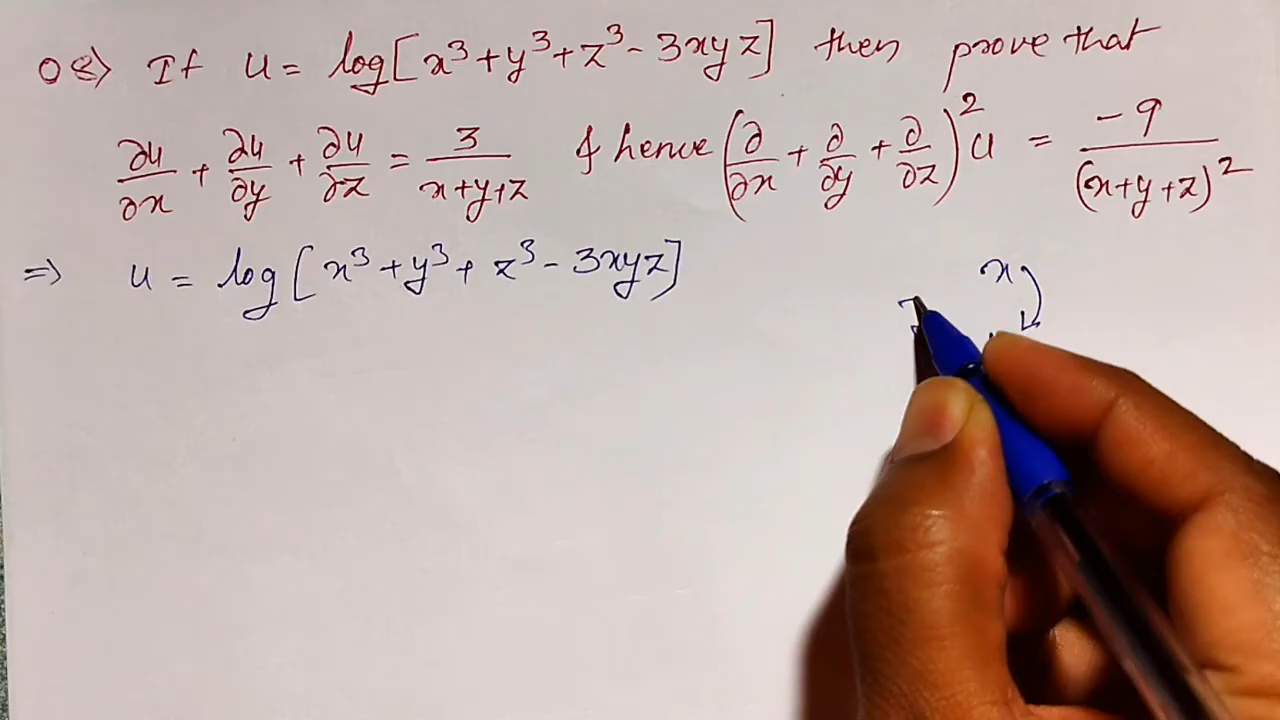 08) If u = log[x³+y³+z³-3xyz] then prove that
∂u/∂x + ∂u/∂y + ∂u/∂z = 3/(x+y+z) & hence (∂/∂x + ∂/∂y + ∂/∂z)² u = -9/(x+y+z)²
=> u = log[x³+y³+z³-3xyz]
x